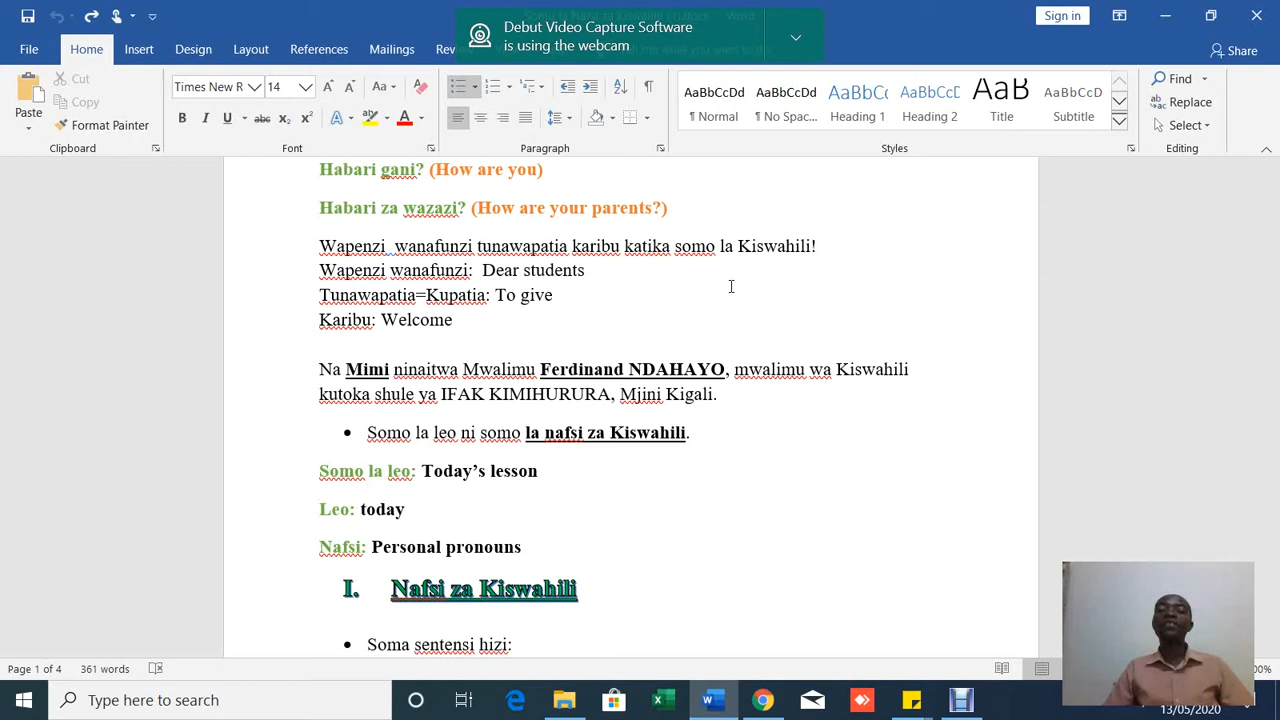 Debut Video Capture Software
is using the webcam
Sign in
File Home Insert Design Layout References Mailings
Share
Cut
Copy
Format Painter
Paste
Clipboard
Times New R 14
Font
Paragraph
AaBbCcDd AaBbCcDd AaBbCc AaBbCcD AaB AaBbCcDd
¶ Normal ¶ No Spac... Heading 1 Heading 2 Title Subtitle
Styles
Find
Replace
Select
Editing
Habari gani? (How are you)
Habari za wazazi? (How are your parents?)
Wapenzi wanafunzi tunawapatia karibu katika somo la Kiswahili!
Wapenzi wanafunzi: Dear students
Tunawapatia=Kupatia: To give
Karibu: Welcome
Na Mimi ninaitwa Mwalimu Ferdinand NDAHAYO, mwalimu wa Kiswahili
kutoka shule ya IFAK KIMIHURURA, Mjini Kigali.
• Somo la leo ni somo la nafsi za Kiswahili.
Somo la leo: Today’s lesson
Leo: today
Nafsi: Personal pronouns
I. Nafsi za Kiswahili
• Soma sentensi hizi:
Page 1 of 4 361 words
Type here to search
13/05/2020